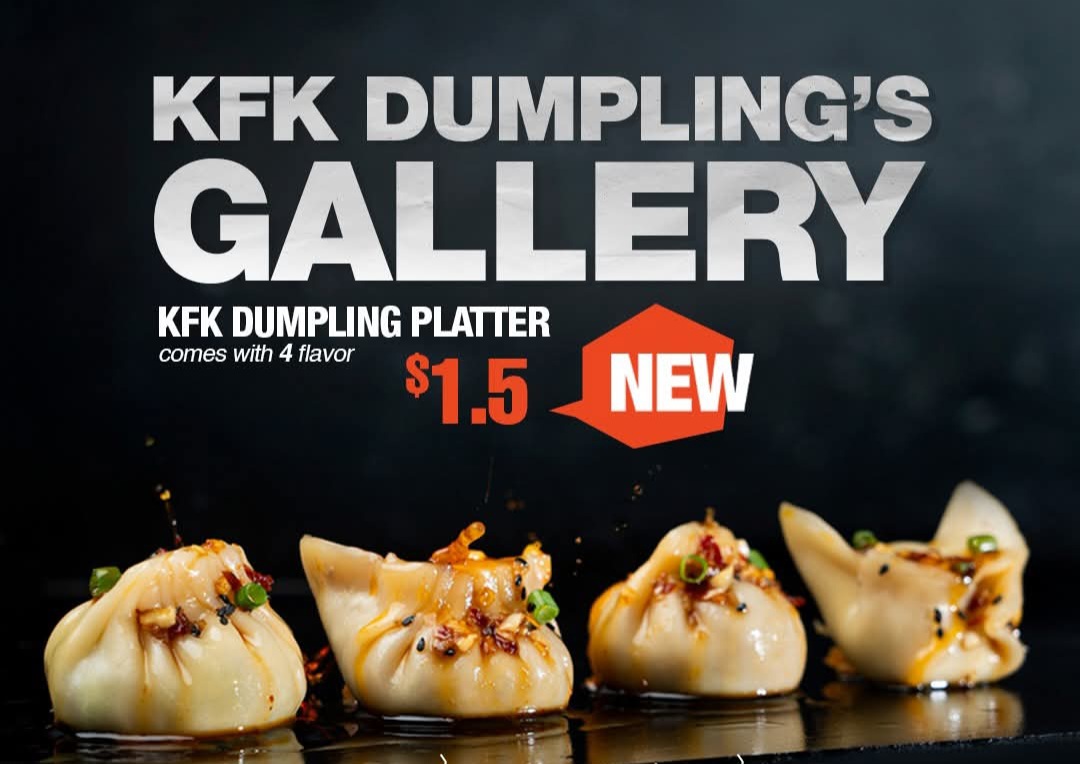 KFK DUMPLING’S
GALLERY
KFK DUMPLING PLATTER
comes with 4 flavor
$1.5
NEW